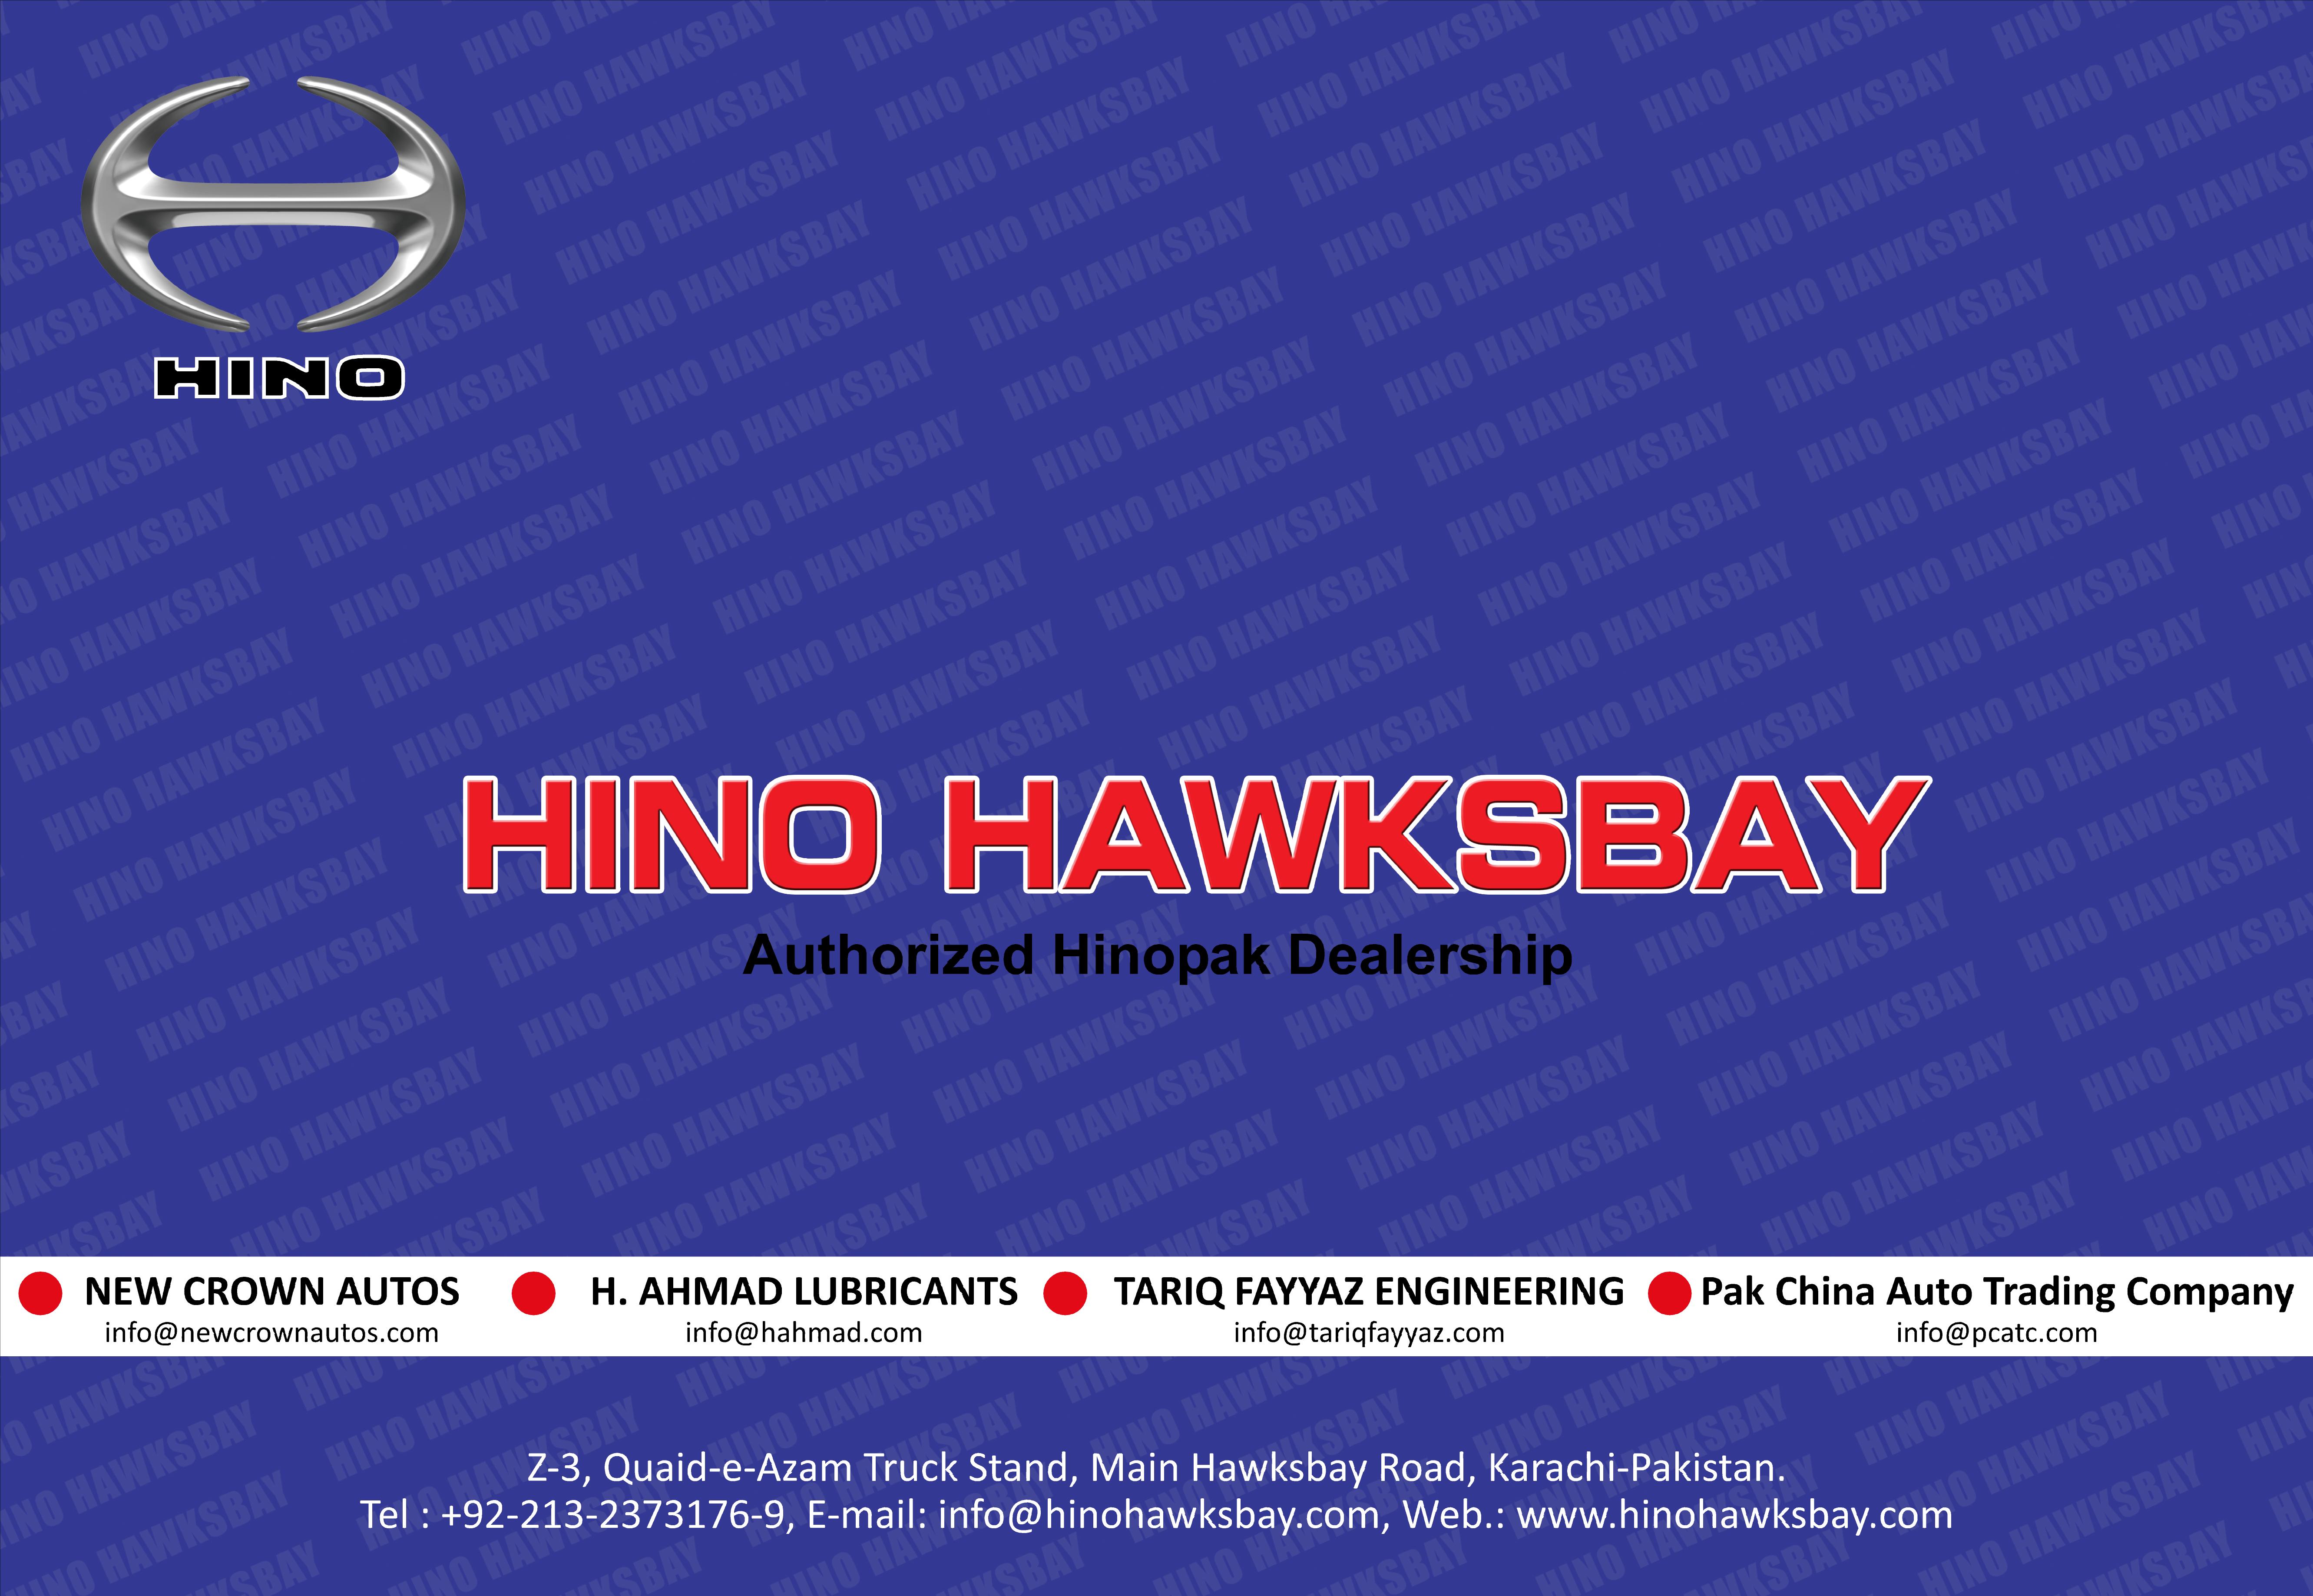 HINO
HINO HAWKSBAY
Authorized Hinopak Dealership
NEW CROWN AUTOS
info@newcrownautos.com
H. AHMAD LUBRICANTS
info@hahmad.com
TARIQ FAYYAZ ENGINEERING
info@tariqfayyaz.com
Pak China Auto Trading Company
info@pcatc.com
Z-3, Quaid-e-Azam Truck Stand, Main Hawksbay Road, Karachi-Pakistan.
Tel : +92-213-2373176-9, E-mail: info@hinohawksbay.com, Web.: www.hinohawksbay.com